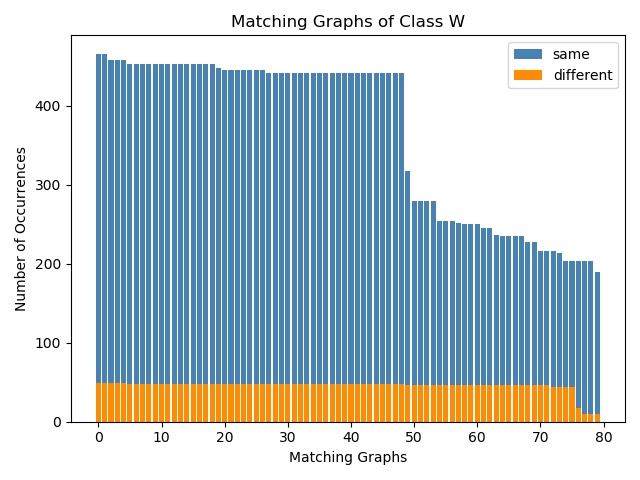 Matching Graphs of Class W
same
different
Number of Occurrences
400
300
200
100
0
0 10 20 30 40 50 60 70 80
Matching Graphs